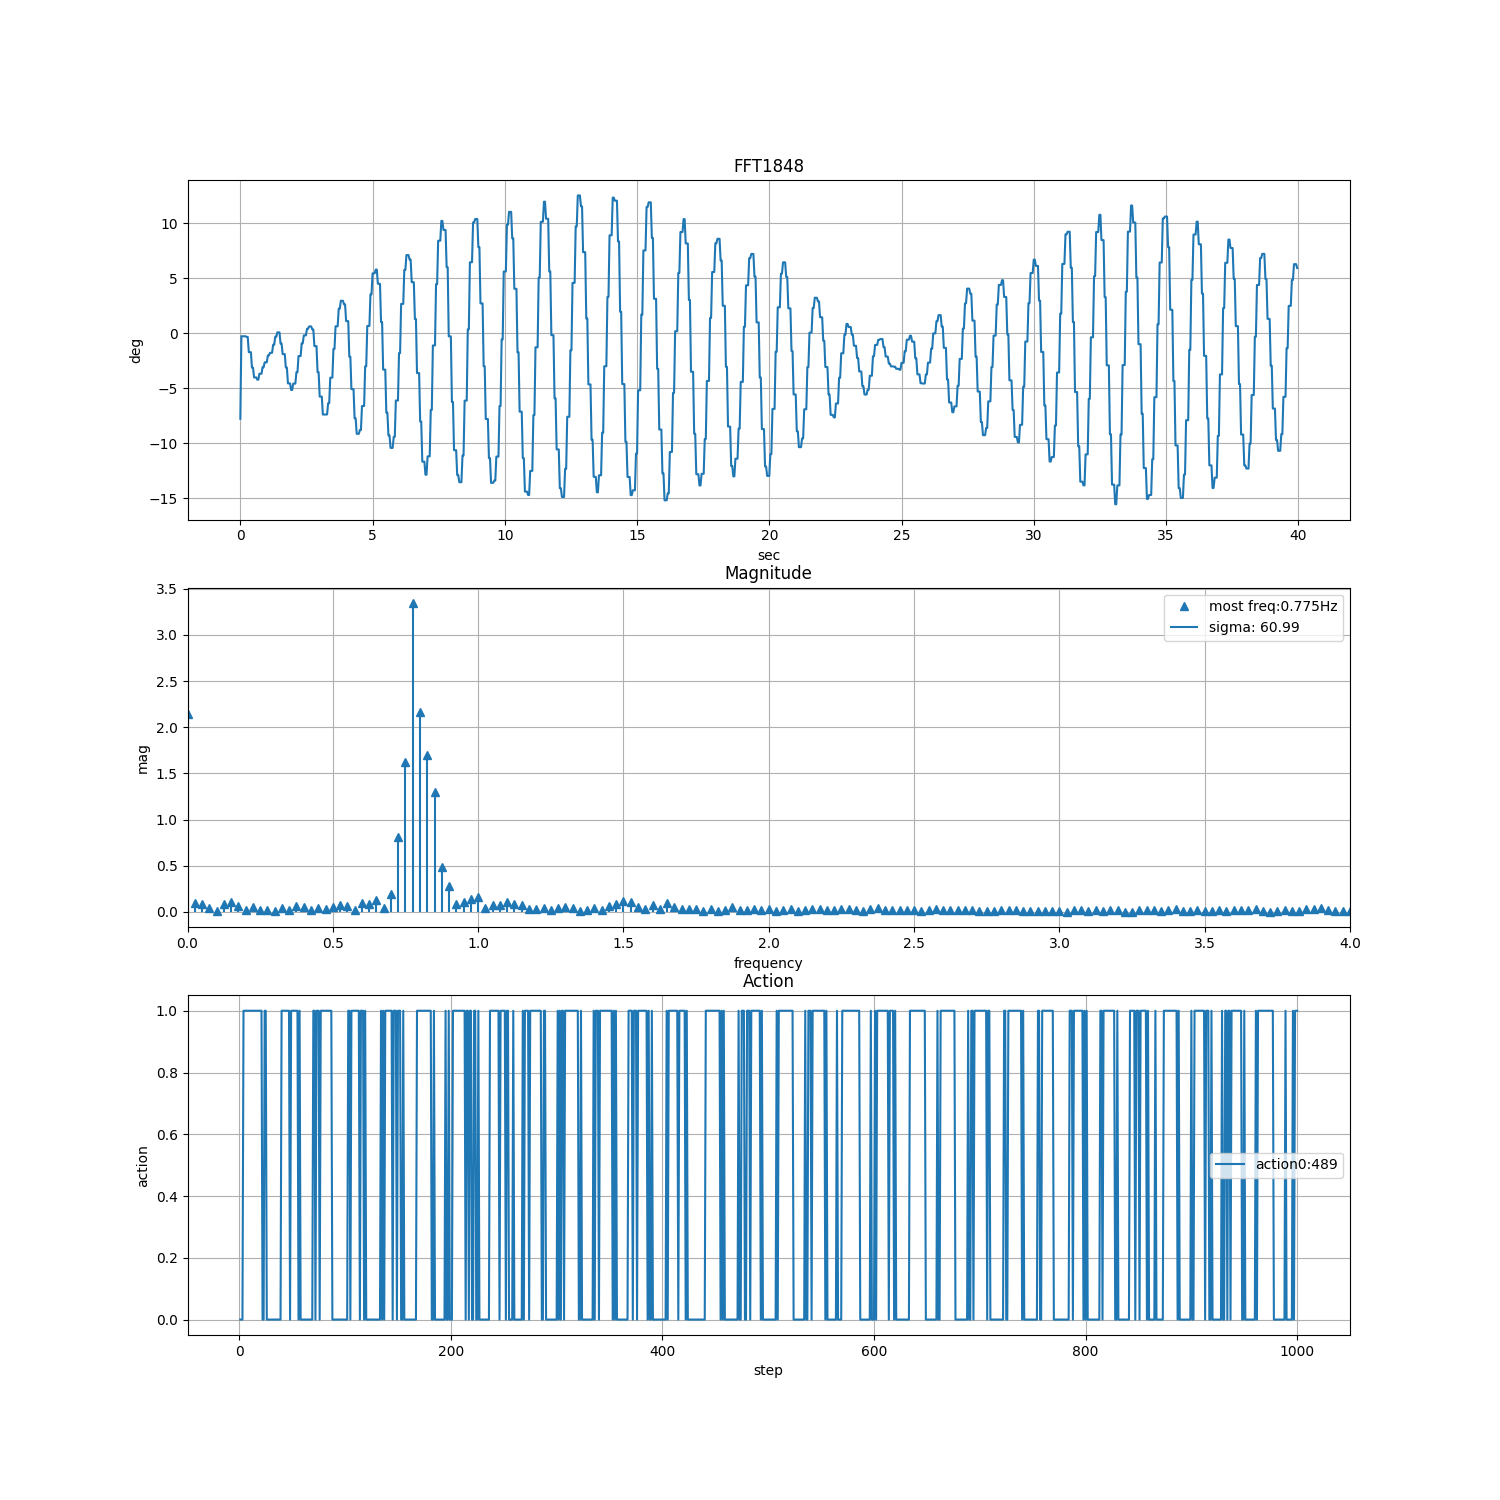 FFT1848
10
5
0
−5
−10
−15
deg
0 5 10 15 20 25 30 35 40
sec
Magnitude
3.5
3.0
2.5
2.0
1.5
1.0
0.5
0.0
mag
most freq:0.775Hz
sigma: 60.99
0.0 0.5 1.0 1.5 2.0 2.5 3.0 3.5 4.0
frequency
Action
1.0
0.8
0.6
0.4
0.2
0.0
action
action0:489
0 200 400 600 800 1000
step